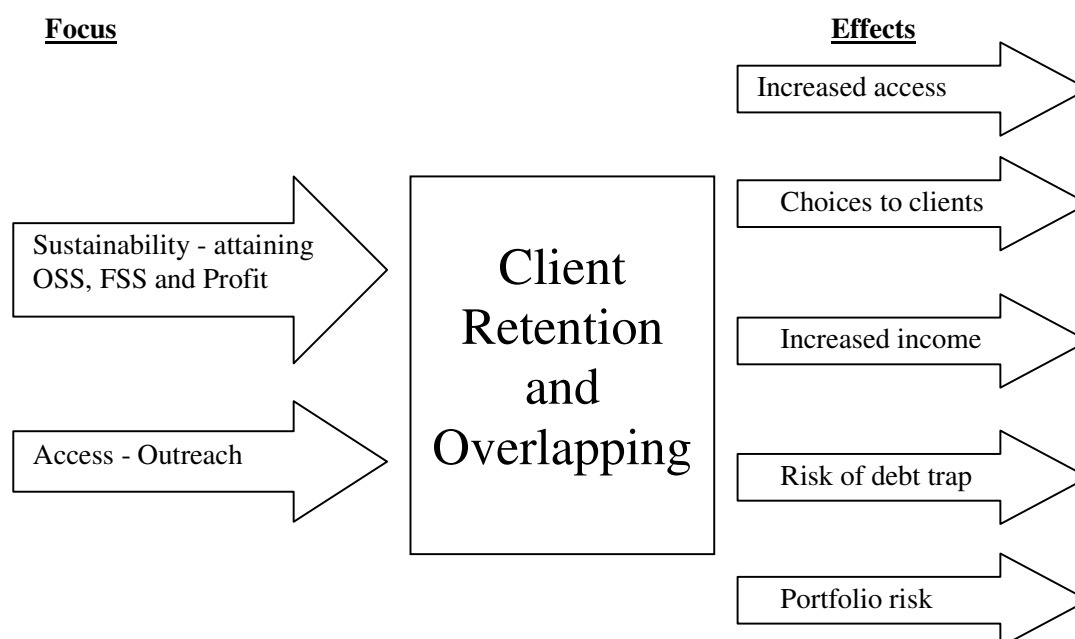 Focus
Effects
Increased access
Choices to clients
Sustainability - attaining
OSS, FSS and Profit
Client
Retention
and
Overlapping
Increased income
Access - Outreach
Risk of debt trap
Portfolio risk